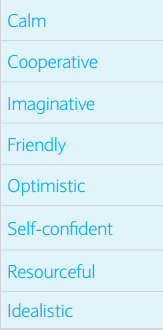 Calm
Cooperative
Imaginative
Friendly
Optimistic
Self-confident
Resourceful
Idealistic